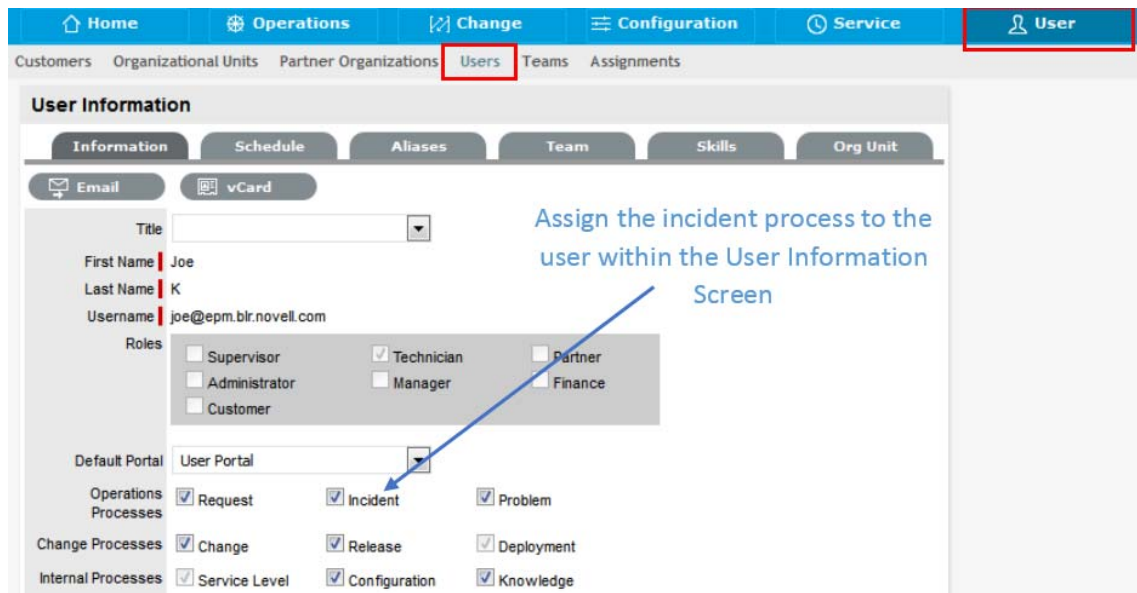 Home Operations Change Configuration Service User
Customers Organizational Units Partner Organizations Users Teams Assignments
User Information
Information Schedule Aliases Team Skills Org Unit
Email vCard
Title
Assign the incident process to the
user within the User Information
Screen
First Name Joe
Last Name K
Username joe@epm.blr.novell.com
Roles
Supervisor Technician Partner
Administrator Manager Finance
Customer
Default Portal User Portal
Operations
Processes
Request Incident Problem
Change Processes Change Release Deployment
Internal Processes Service Level Configuration Knowledge